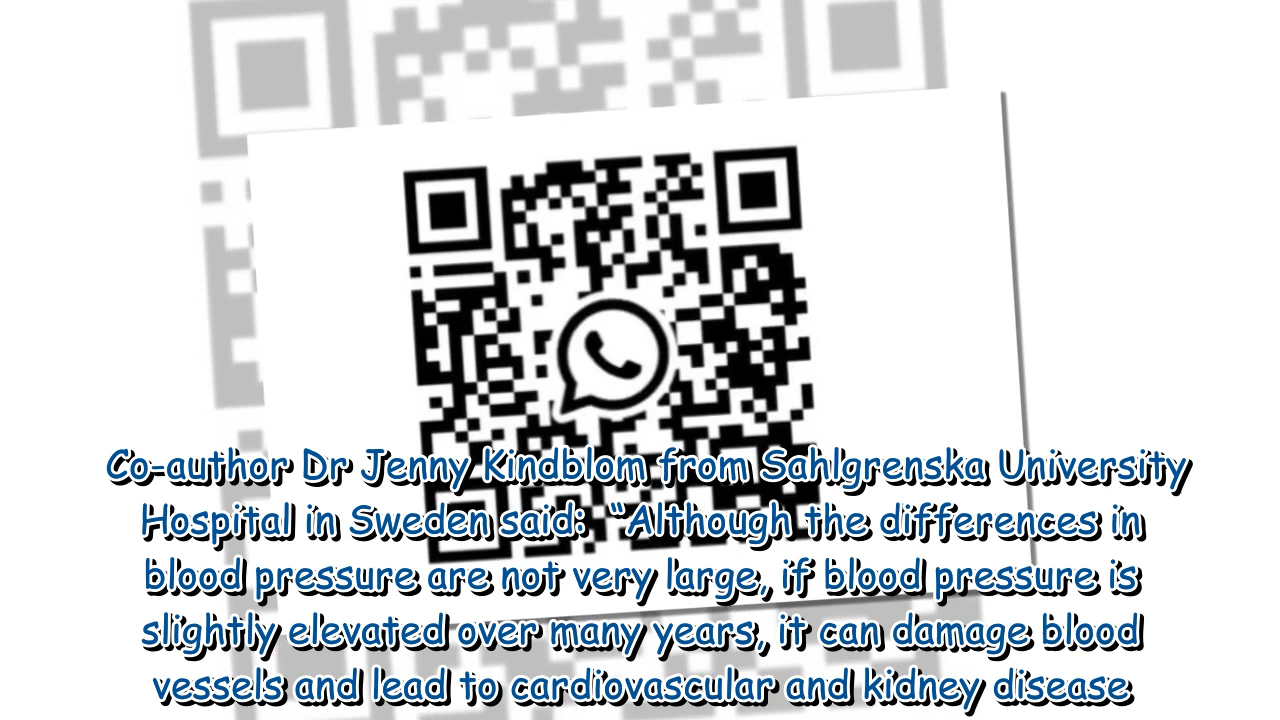 Co-author Dr Jenny Kindblom from Sahlgrenska University
Hospital in Sweden said: “Although the differences in
blood pressure are not very large, if blood pressure is
slightly elevated over many years, it can damage blood
vessels and lead to cardiovascular and kidney disease